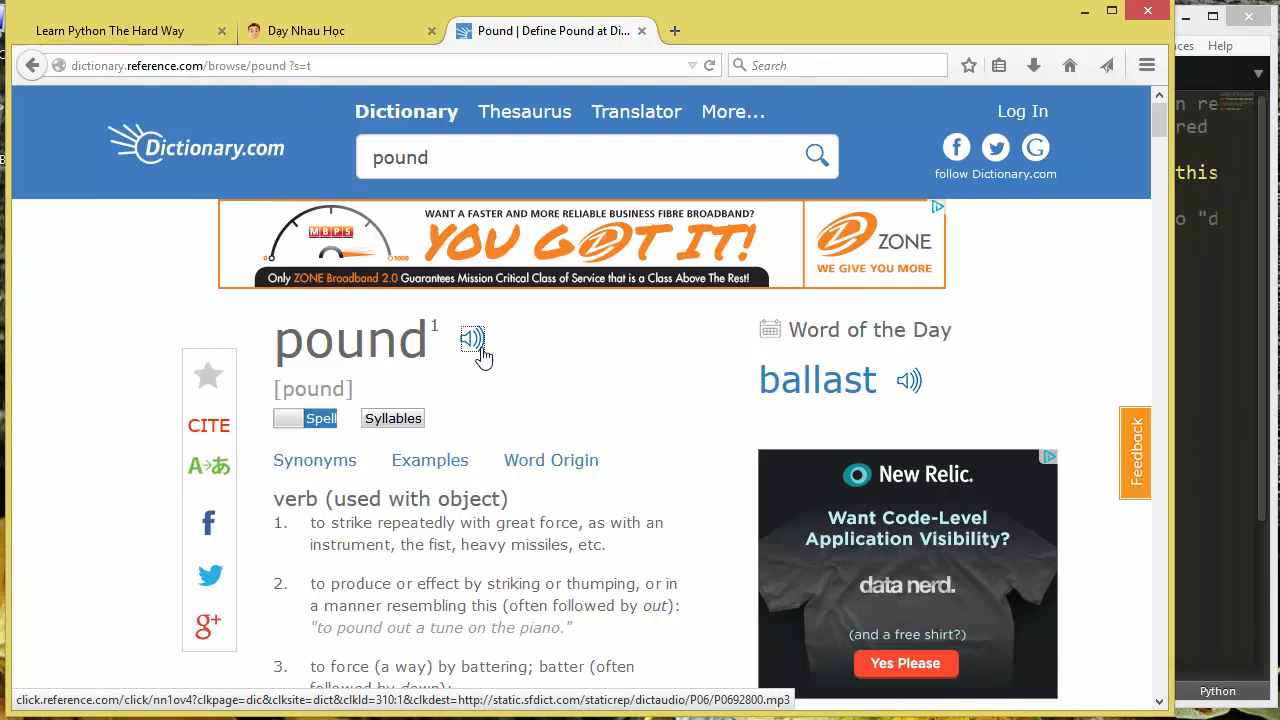 Learn Python The Hard Way
Day Nhau Hoc
Pound | Define Pound at Di...
dictionary.reference.com/browse/pound ?s=t
Search
Help
Dictionary Thesaurus Translator More...
Log In
Dictionary.com
pound
follow Dictionary.com
WANT A FASTER AND MORE RELIABLE BUSINESS FIBRE BROADBAND?
MBPS
0
1000
YOU GOT IT!
Only ZONE Broadband 2.0 Guarantees Mission Critical Class of Service that is a Class Above The Rest!
ZONE
WE GIVE YOU MORE
this
pound1
[pound]
Spell
Syllables
CITE
A→あ
Synonyms Examples Word Origin
verb (used with object)
1. to strike repeatedly with great force, as with an
instrument, the fist, heavy missiles, etc.
2. to produce or effect by striking or thumping, or in
a manner resembling this (often followed by out):
"to pound out a tune on the piano."
3. to force (a way) by battering; batter (often
followed by down):
Word of the Day
ballast
Feedback
New Relic.
Want Code-Level
Application Visibility?
data nerd.
(and a free shirt?)
Yes Please
click.reference.com/click/nn1ov4?clkpage=dic&clksite=dict&clkld=310:1&clkdest=http://static.sfdict.com/staticrep/dictaudio/P06/P0692800.mp3
Python